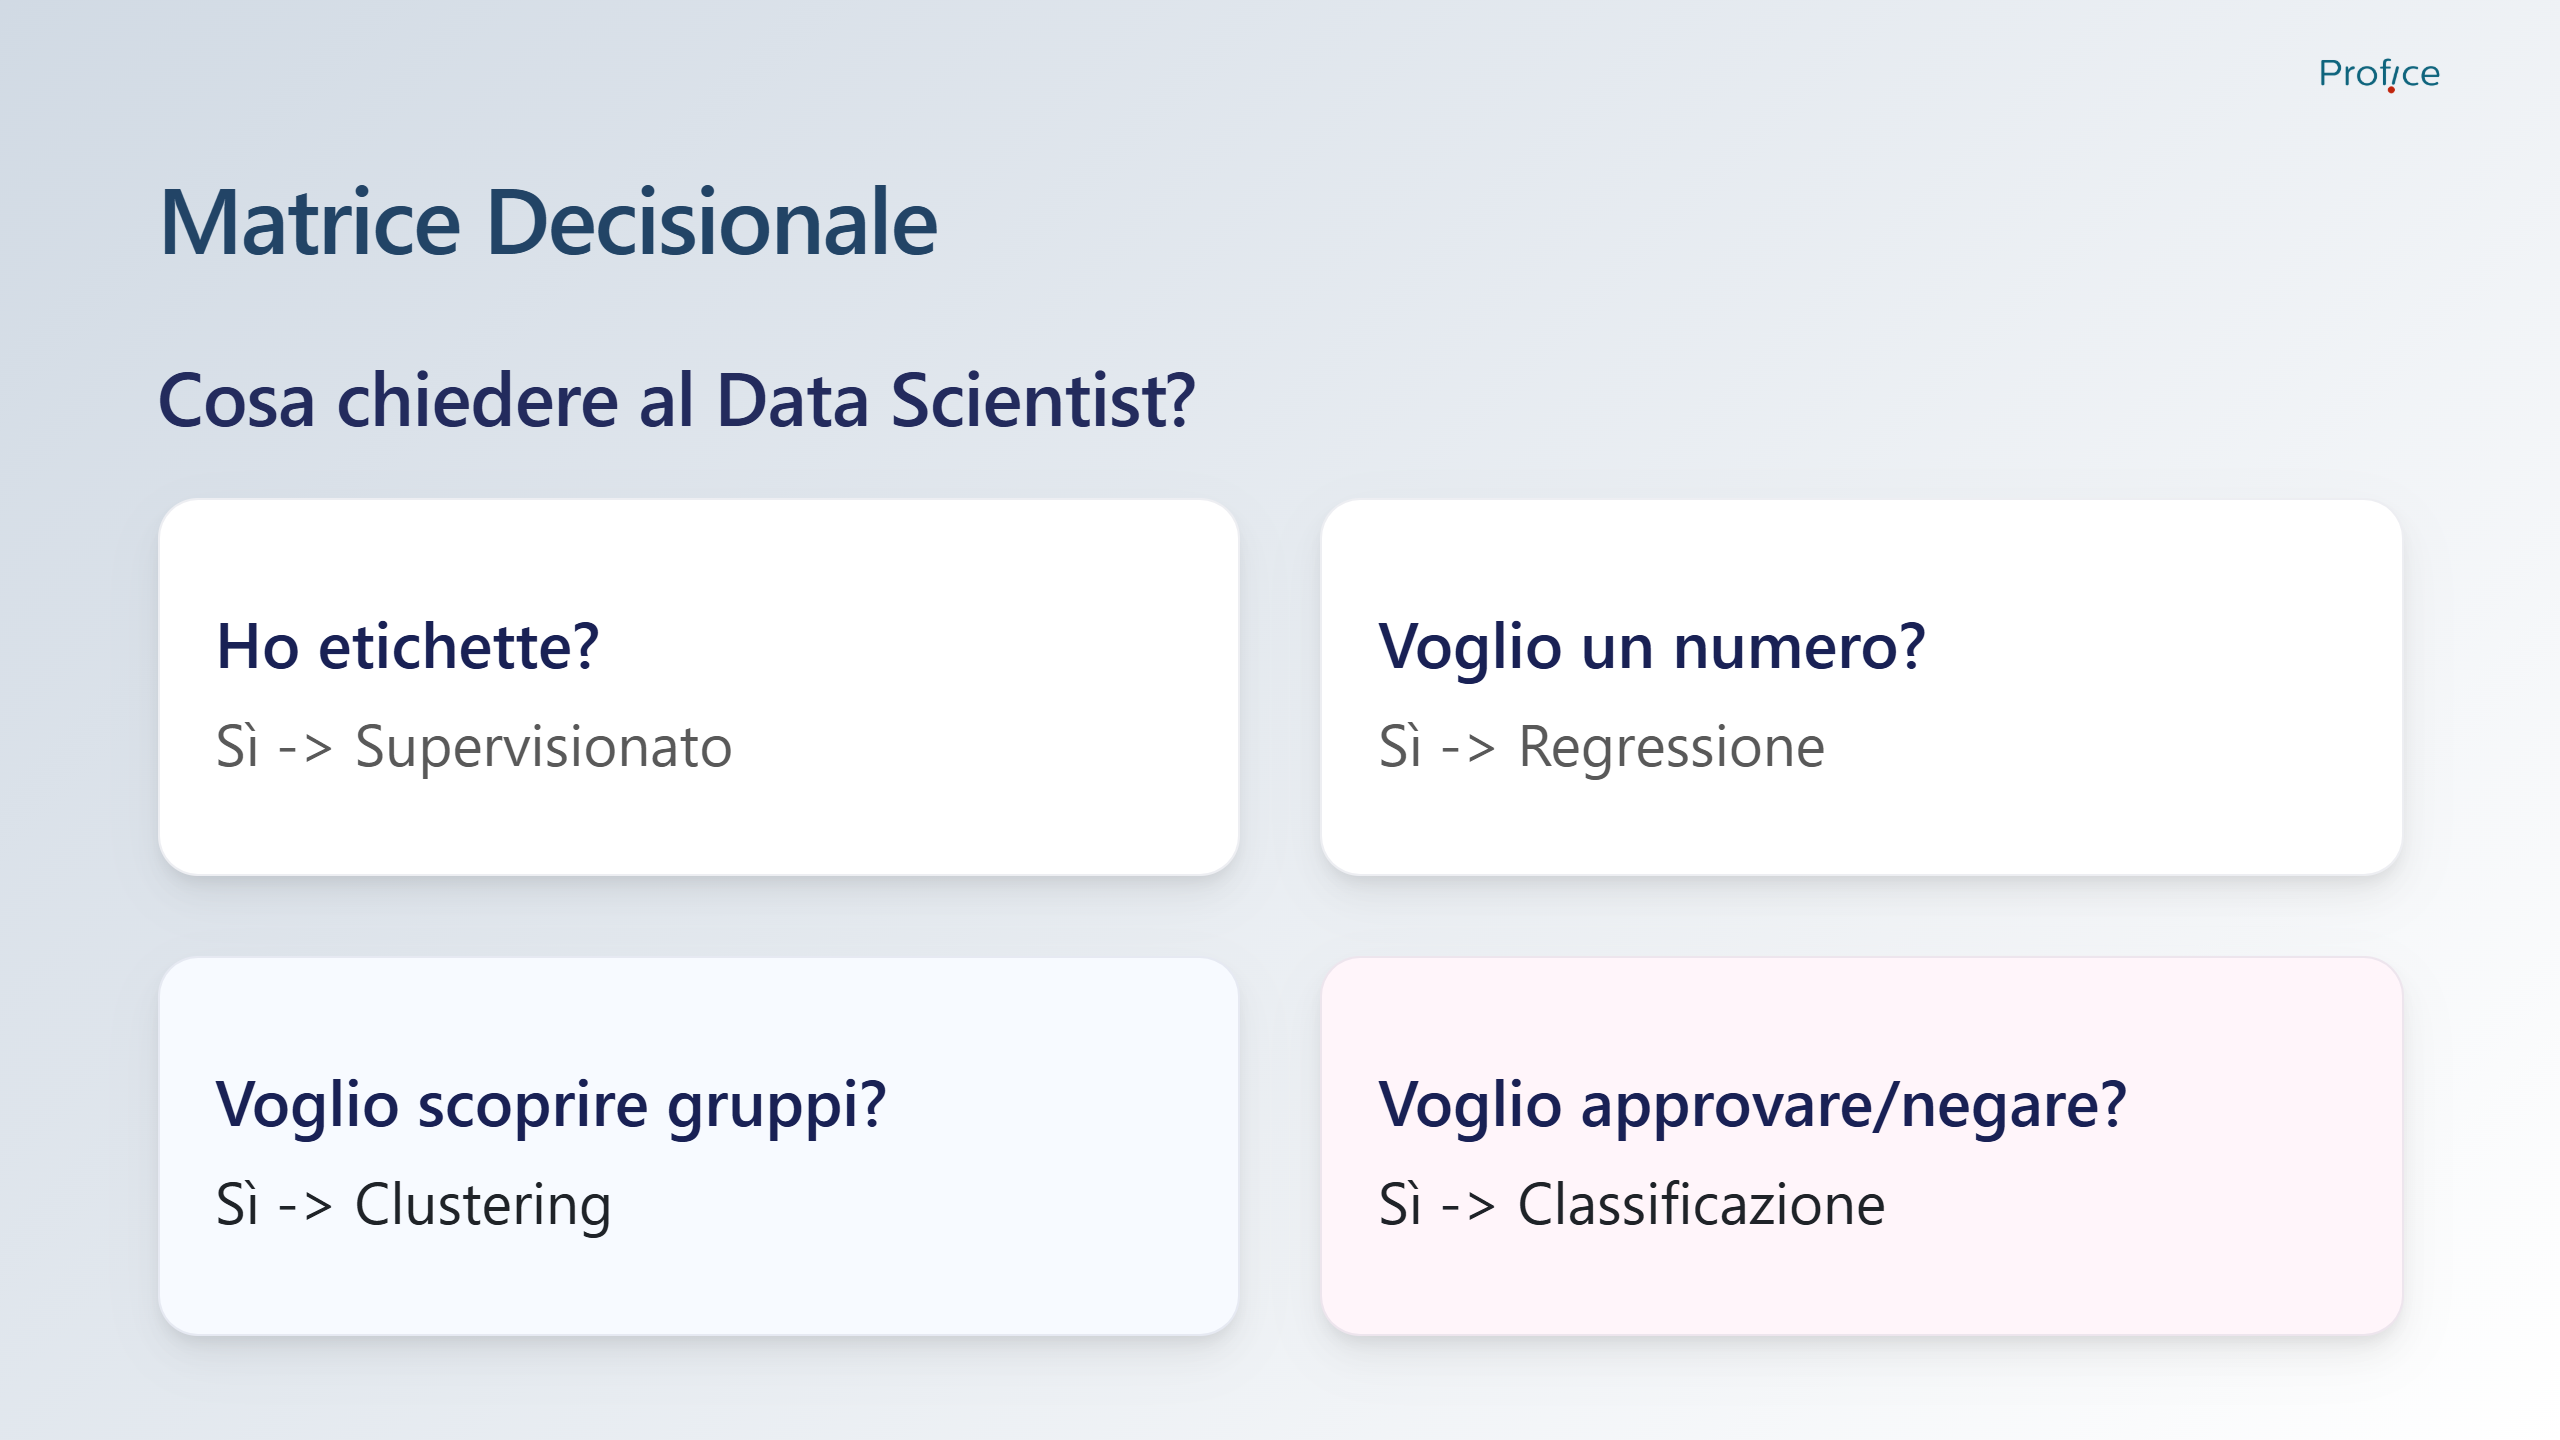 Profice
Matrice Decisionale
Cosa chiedere al Data Scientist?
Ho etichette?
Sì -> Supervisionato
Voglio un numero?
Sì -> Regressione
Voglio scoprire gruppi?
Sì -> Clustering
Voglio approvare/negare?
Sì -> Classificazione